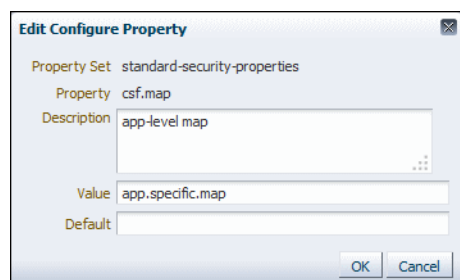 Edit Configure Property
Property Set standard-security-properties
Property csf.map
Description app-level map
Value app.specific.map
Default
OK Cancel